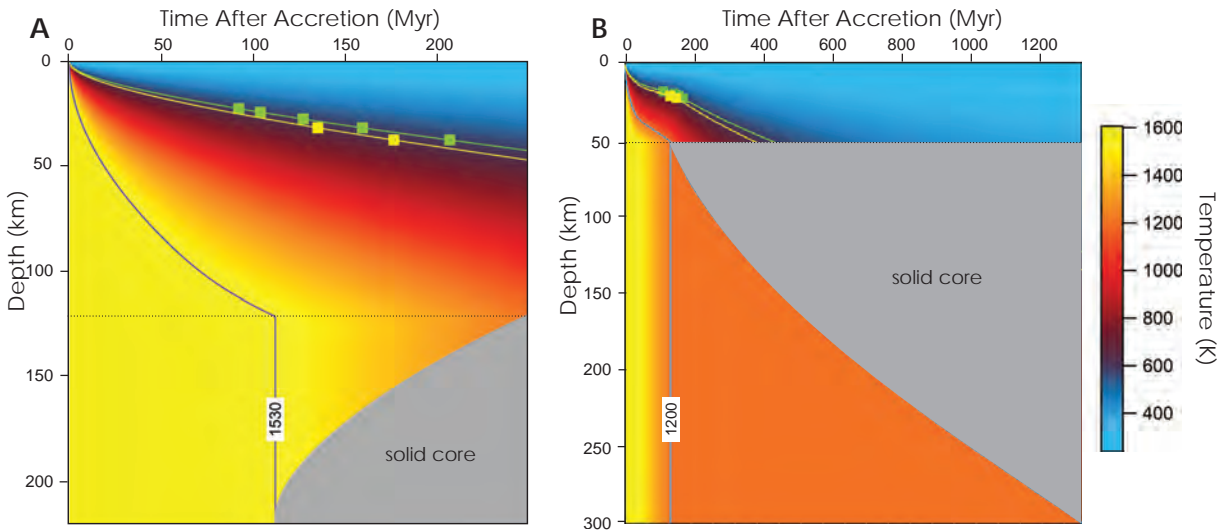 Time After Accretion (Myr)
A
0 50 100 150 200
Depth (km)
0
50
100
150
200
1530
solid core
Time After Accretion (Myr)
B
0 200 400 600 800 1000 1200
Depth (km)
0
50
100
150
200
250
300
1200
solid core
1600
1400
1200
1000
800
600
400
Temperature (K)